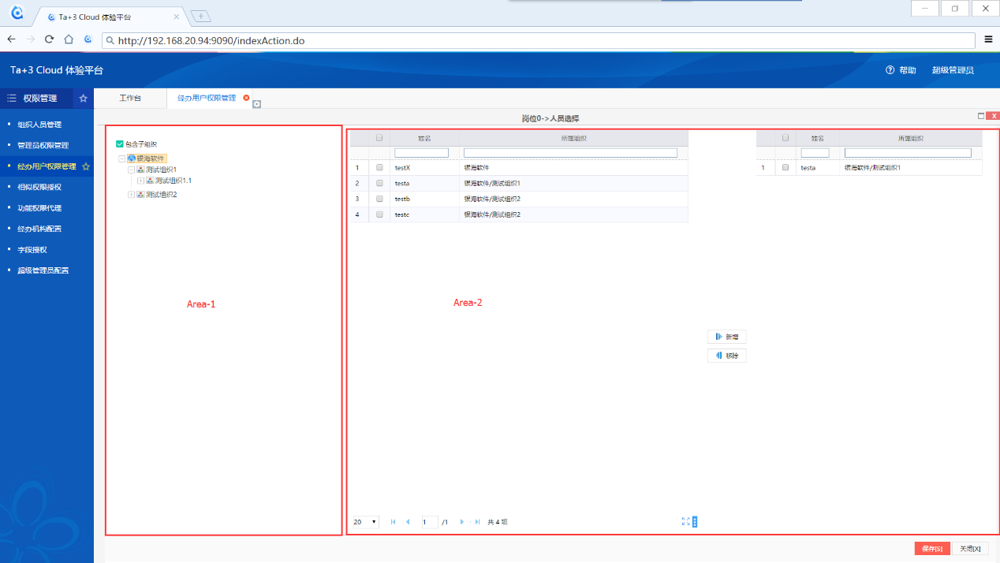 Ta+3 Cloud 体验平台
http://192.168.20.94:9090/indexAction.do
Ta+3 Cloud 体验平台
帮助 超级管理员
权限管理 工作台 经办用户权限管理
岗位0->人员选择
组织人员管理
管理员权限管理
经办用户权限管理
相似权限授权
功能权限代理
经办机构配置
字段授权
超级管理员配置
包含子组织
银海软件
测试组织1
测试组织1.1
测试组织2
Area-1
姓名 所属组织
1 testX 银海软件
2 testa 银海软件/测试组织1
3 testb 银海软件/测试组织2
4 testc 银海软件/测试组织2
Area-2
新增
移除
姓名 所属组织
1 testa 银海软件/测试组织1
20 1 /1 共 4 项
保存[S] 关闭[X]